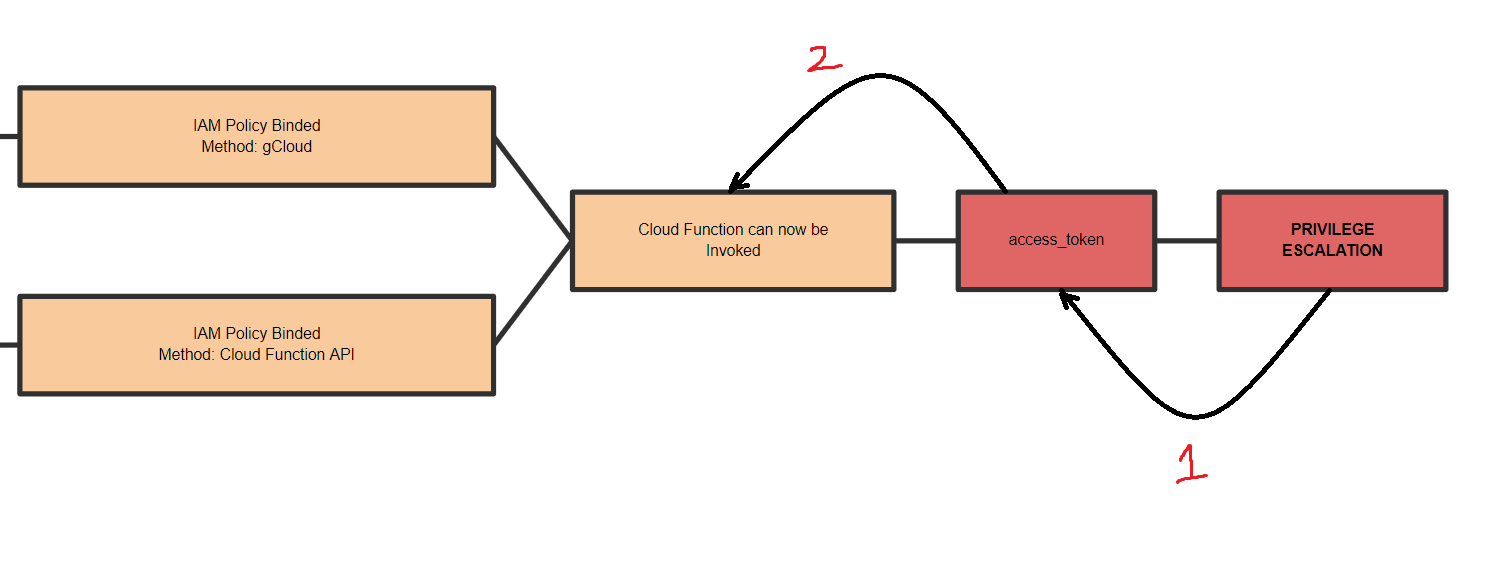 2
IAM Policy Binded
Method: gCloud
Cloud Function can now be
Invoked
access_token
PRIVILEGE
ESCALATION
IAM Policy Binded
Method: Cloud Function API
1